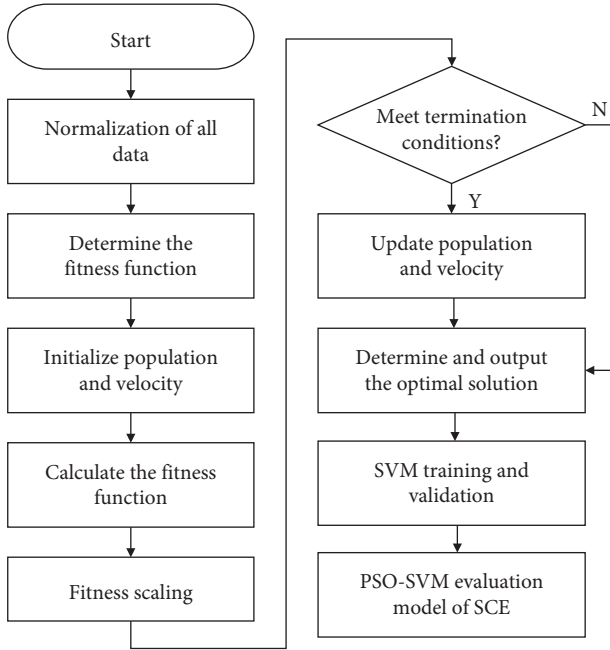 Start
Normalization of all
data
Determine the
fitness function
Initialize population
and velocity
Calculate the fitness
function
Fitness scaling
Meet termination
conditions?
N
Y
Update population
and velocity
Determine and output
the optimal solution
SVM training and
validation
PSO-SVM evaluation
model of SCE